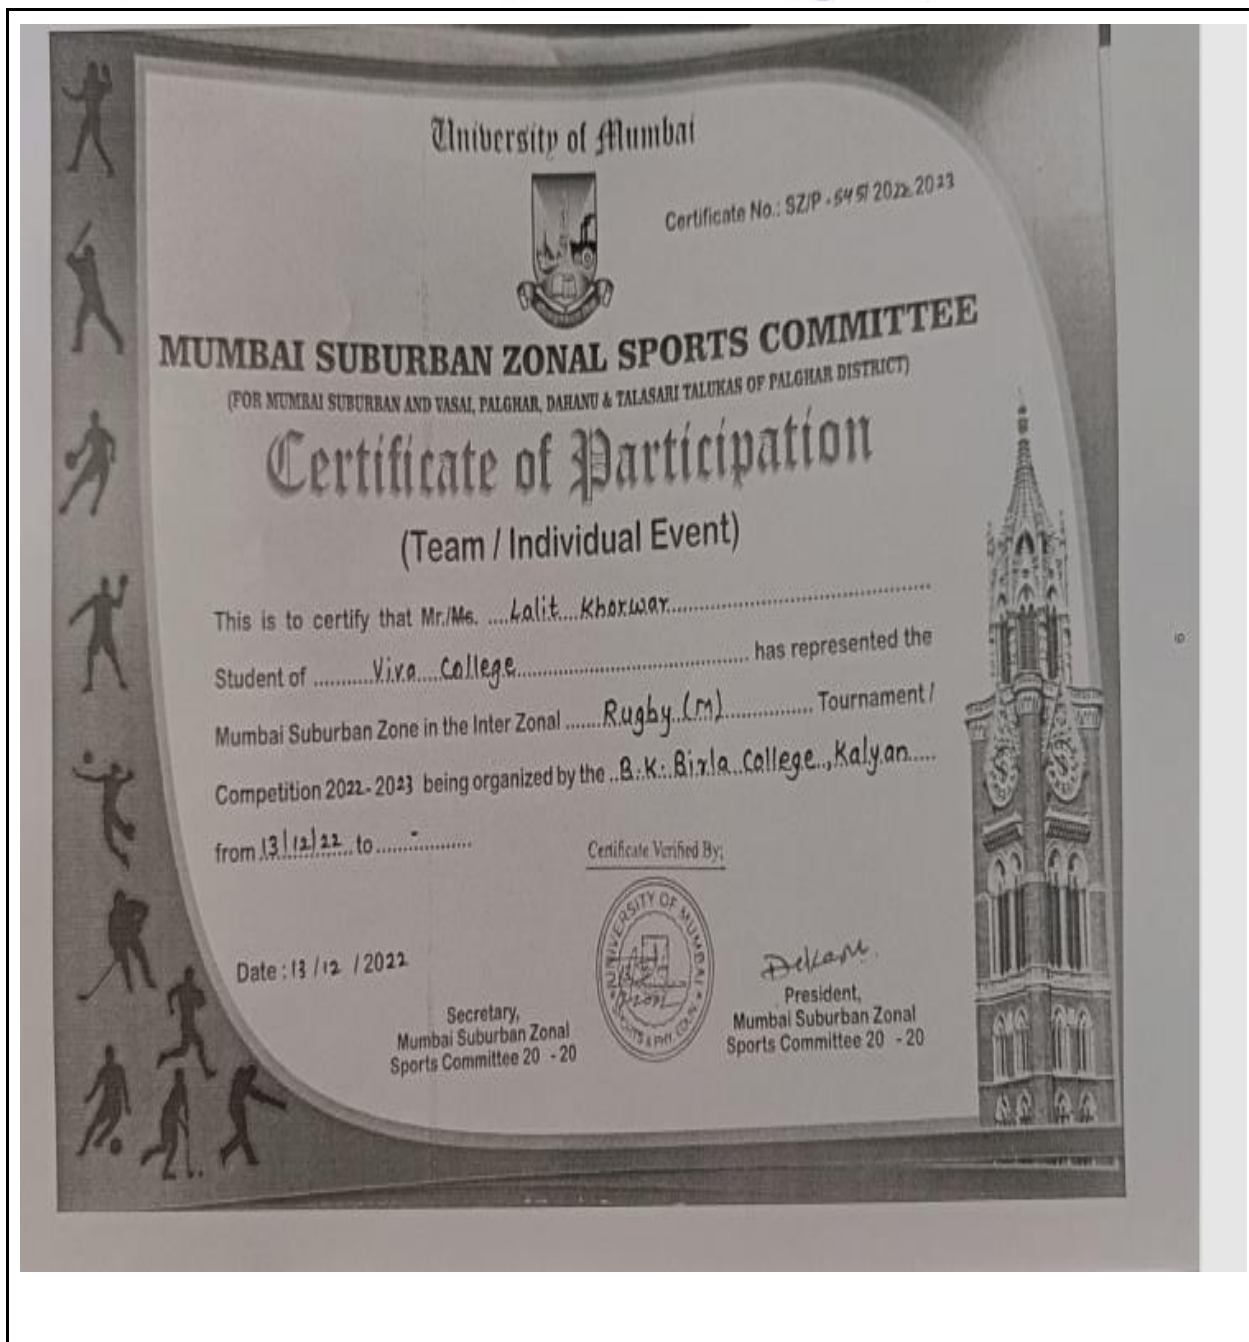 University of Mumbai
Certificate No.: SZ/P - 545/ 2022 2023
MUMBAI SUBURBAN ZONAL SPORTS COMMITTEE
(FOR MUMBAI SUBURBAN AND VASAI, PALGHAR, DAHANU & TALASARI TALUKAS OF PALGHAR DISTRICT)
Certificate of Participation
(Team / Individual Event)
This is to certify that Mr./Ms. ....Lalit....Khorwar..........
Student of ..........Viva....College.......... has represented the
Mumbai Suburban Zone in the Inter Zonal ......Rugby..(M).............. Tournament /
Competition 2022-2023 being organized by the ..B.K. Birla..College..,Kalyan.....
from 13/12/22 to ......-.........
Certificate Verified By:
UNIVERSITY OF MUMBAI
SPORTS & PHY. EDUN.
Date : 13 /12 /2022
Secretary,
Mumbai Suburban Zonal
Sports Committee 20 - 20
President,
Mumbai Suburban Zonal
Sports Committee 20 - 20
6